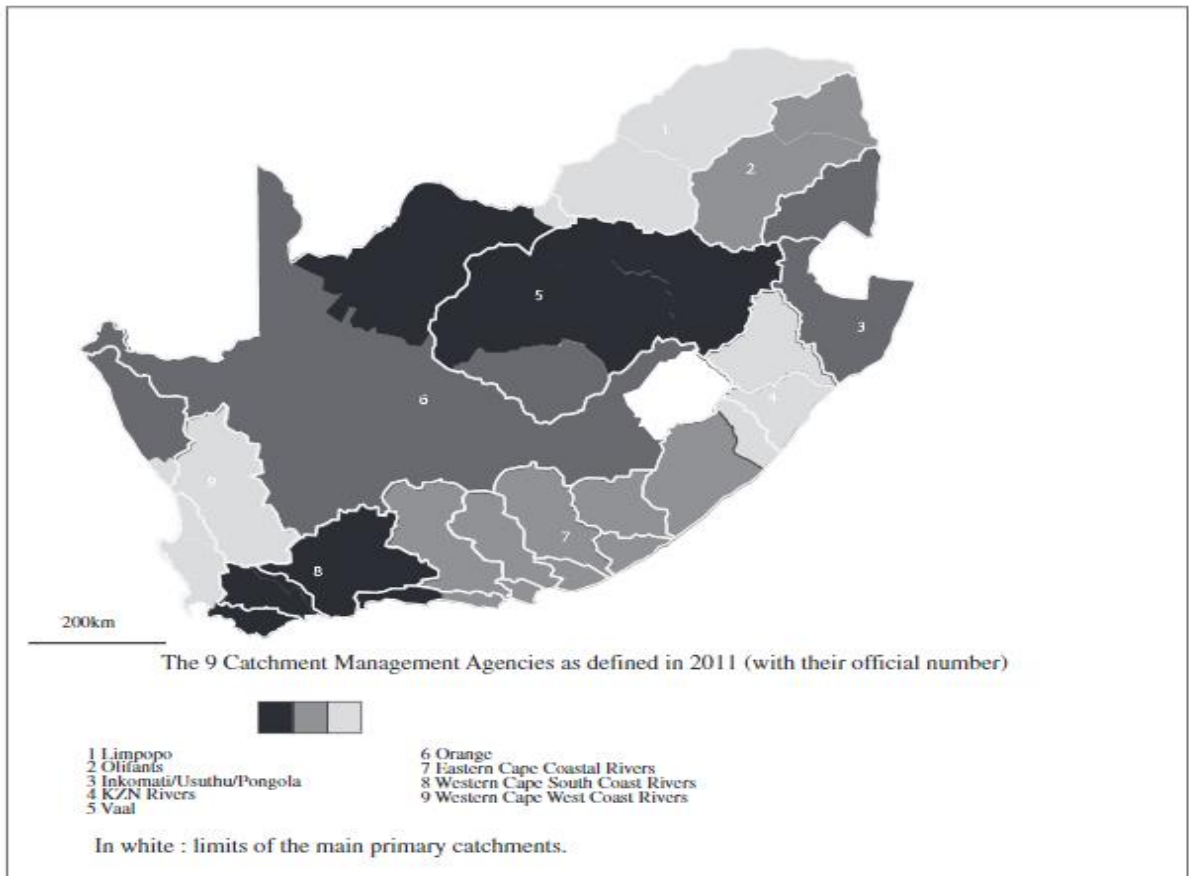 1
2
5
3
6
4
9
7
8
200km
The 9 Catchment Management Agencies as defined in 2011 (with their official number)
1 Limpopo
2 Olifants
3 Inkomati/Usuthu/Pongola
4 KZN Rivers
5 Vaal
6 Orange
7 Eastern Cape Coastal Rivers
8 Western Cape South Coast Rivers
9 Western Cape West Coast Rivers
In white : limits of the main primary catchments.